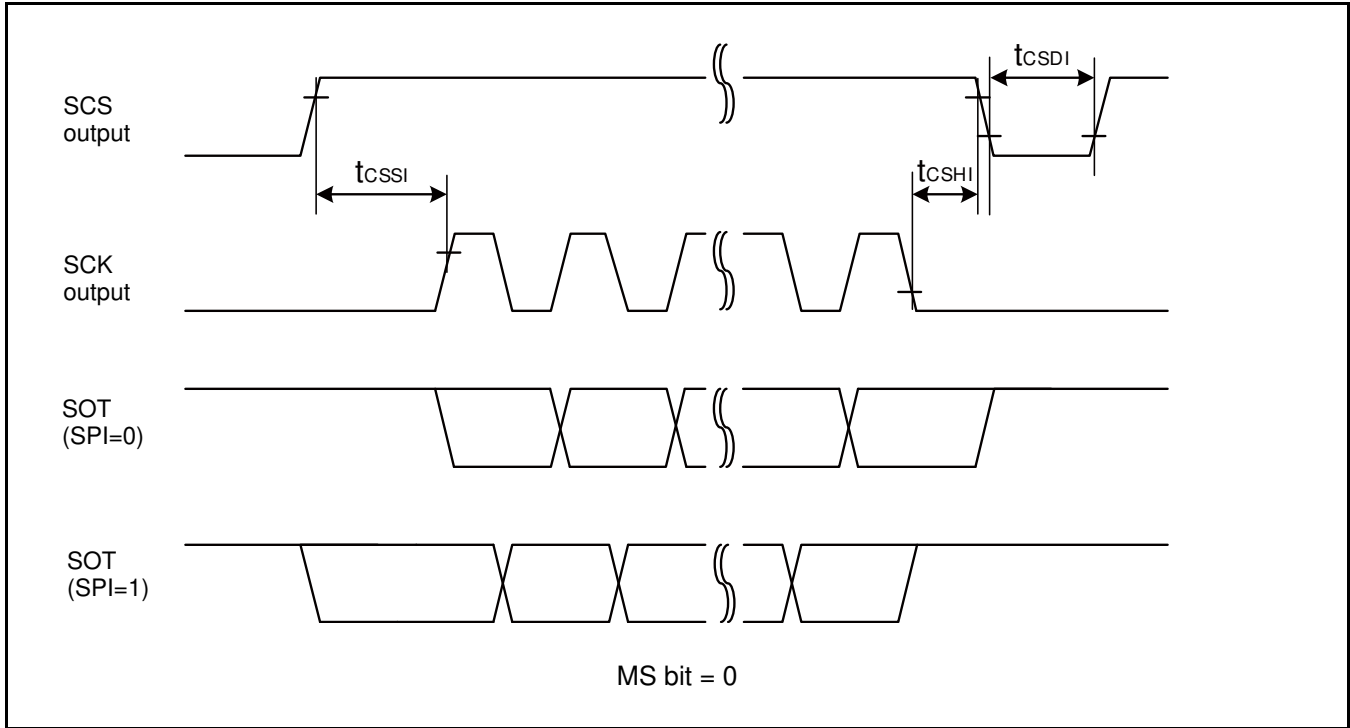 tCSDI
SCS
output
tCSSI
tCSHI
SCK
output
SOT
(SPI=0)
SOT
(SPI=1)
MS bit = 0